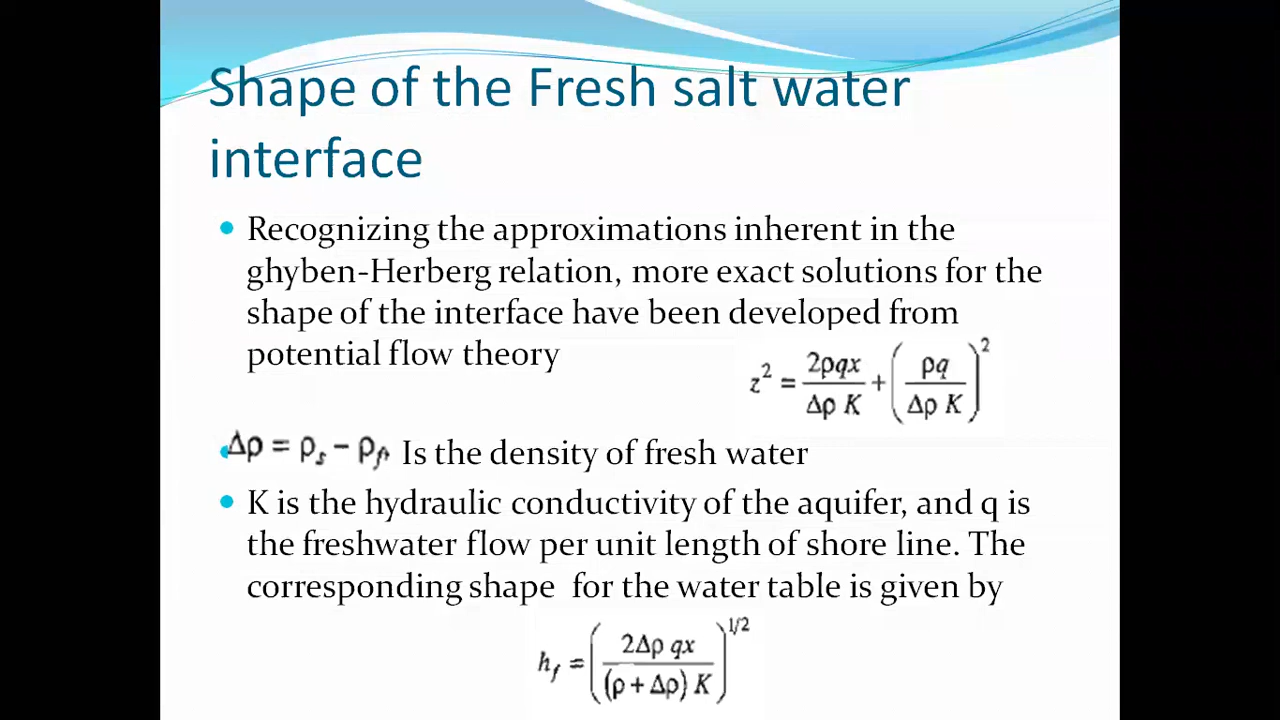 Shape of the Fresh salt water
interface
• Recognizing the approximations inherent in the
ghyben-Herberg relation, more exact solutions for the
shape of the interface have been developed from
potential flow theory
z² = 2ρqx / Δρ K + (ρq / Δρ K)²
• Δρ = ρₛ − ρf, Is the density of fresh water
• K is the hydraulic conductivity of the aquifer, and q is
the freshwater flow per unit length of shore line. The
corresponding shape for the water table is given by
hf = (2Δρ qx / (ρ + Δρ) K)^1/2